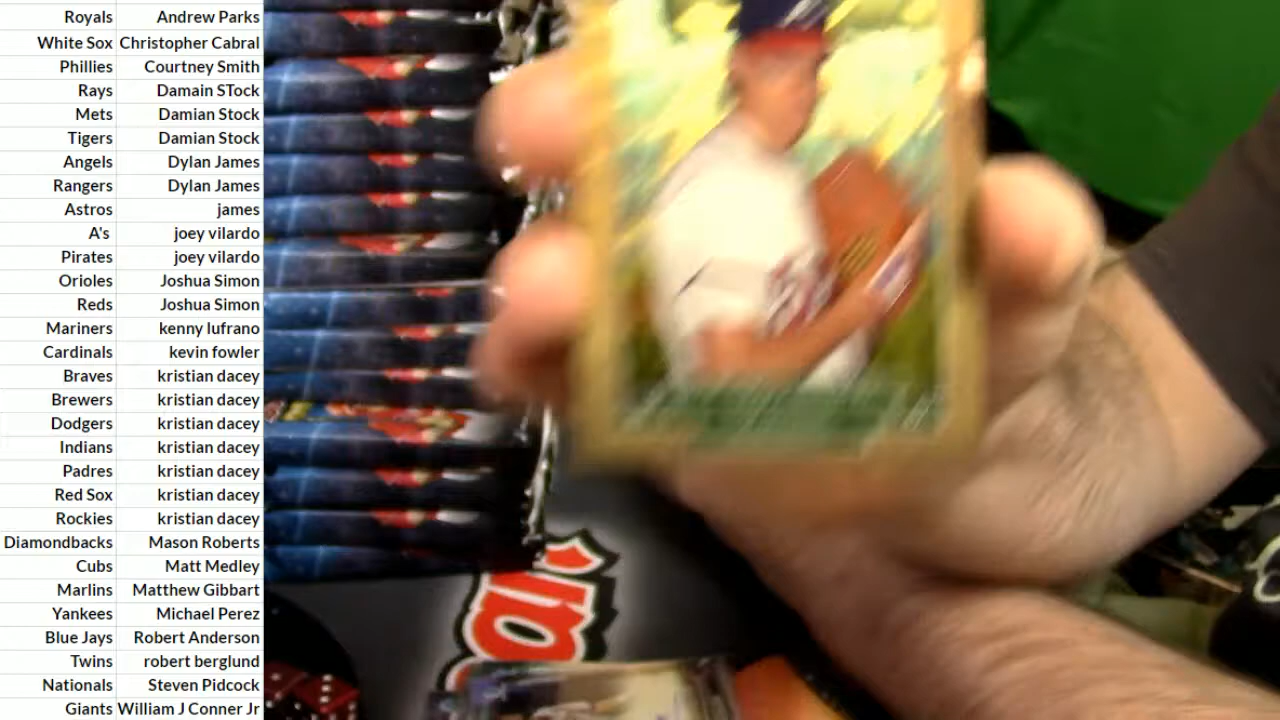 Royals Andrew Parks
White Sox Christopher Cabral
Phillies Courtney Smith
Rays Damain STock
Mets Damian Stock
Tigers Damian Stock
Angels Dylan James
Rangers Dylan James
Astros james
A's joey vilardo
Pirates joey vilardo
Orioles Joshua Simon
Reds Joshua Simon
Mariners kenny lufrano
Cardinals kevin fowler
Braves kristian dacey
Brewers kristian dacey
Dodgers kristian dacey
Indians kristian dacey
Padres kristian dacey
Red Sox kristian dacey
Rockies kristian dacey
Diamondbacks Mason Roberts
Cubs Matt Medley
Marlins Matthew Gibbart
Yankees Michael Perez
Blue Jays Robert Anderson
Twins robert berglund
Nationals Steven Pidcock
Giants William J Conner Jr